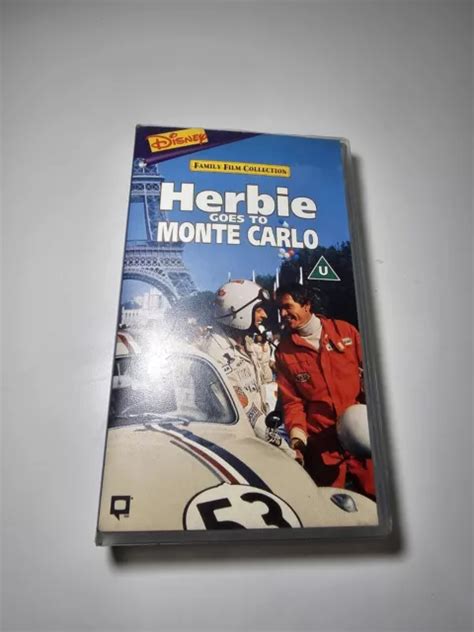 DISNEY
FAMILY FILM COLLECTION
Herbie
GOES TO
MONTE CARLO
U
53